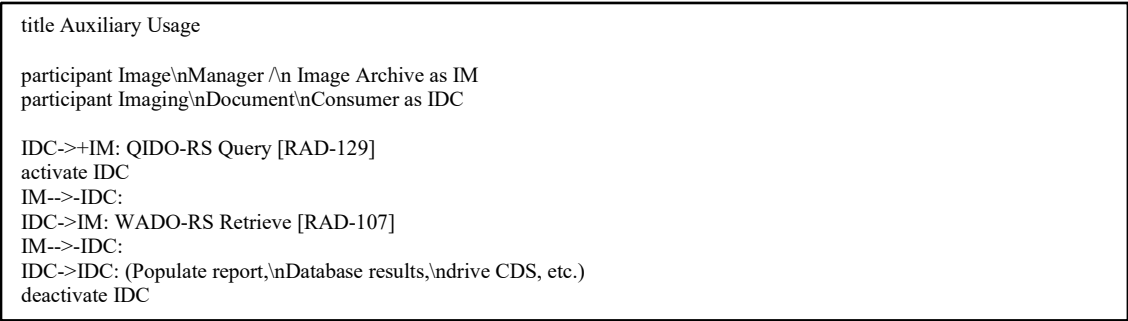 title Auxiliary Usage
participant Image\nManager /\n Image Archive as IM
participant Imaging\nDocument\nConsumer as IDC
IDC->+IM: QIDO-RS Query [RAD-129]
activate IDC
IM-->-IDC:
IDC->IM: WADO-RS Retrieve [RAD-107]
IM-->-IDC:
IDC->IDC: (Populate report,\nDatabase results,\ndrive CDS, etc.)
deactivate IDC